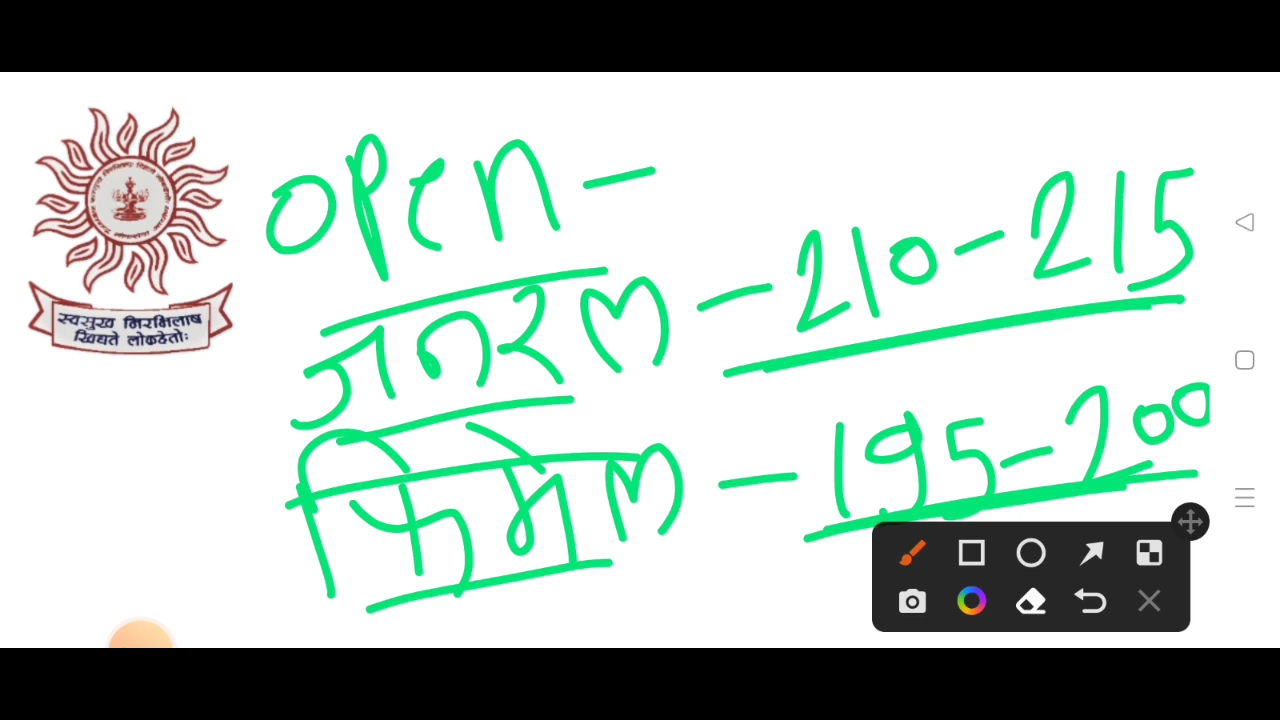 स्वसुख निरभिलाष
खिद्यते लोकहेतोः
open -
जनरल - 210 - 215
फिमेल - 195 - 200